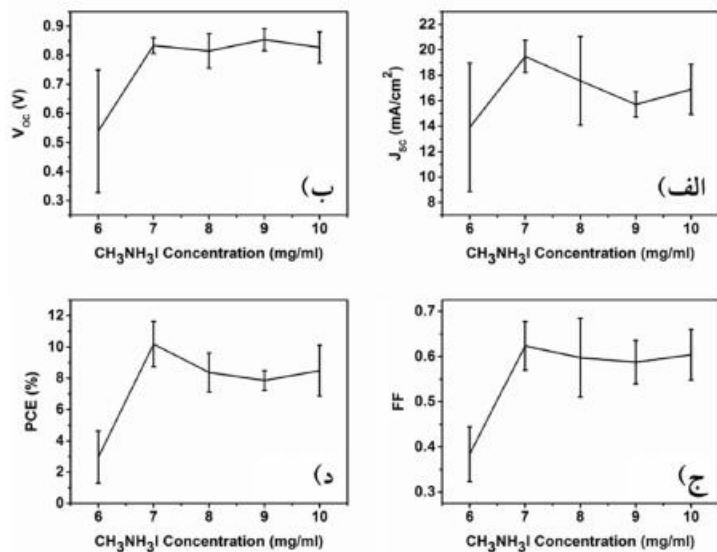 0.9
0.8
0.7
0.6
0.5
0.4
0.3
V_OC (V)
ب)
6 7 8 9 10
CH₃NH₃I Concentration (mg/ml)
24
22
20
18
16
14
12
10
8
J_SC (mA/cm²)
الف)
6 7 8 9 10
CH₃NH₃I Concentration (mg/ml)
12
10
8
6
4
2
0
PCE (%)
د)
6 7 8 9 10
CH₃NH₃I Concentration (mg/ml)
0.7
0.6
0.5
0.4
0.3
FF
ج)
6 7 8 9 10
CH₃NH₃I Concentration (mg/ml)